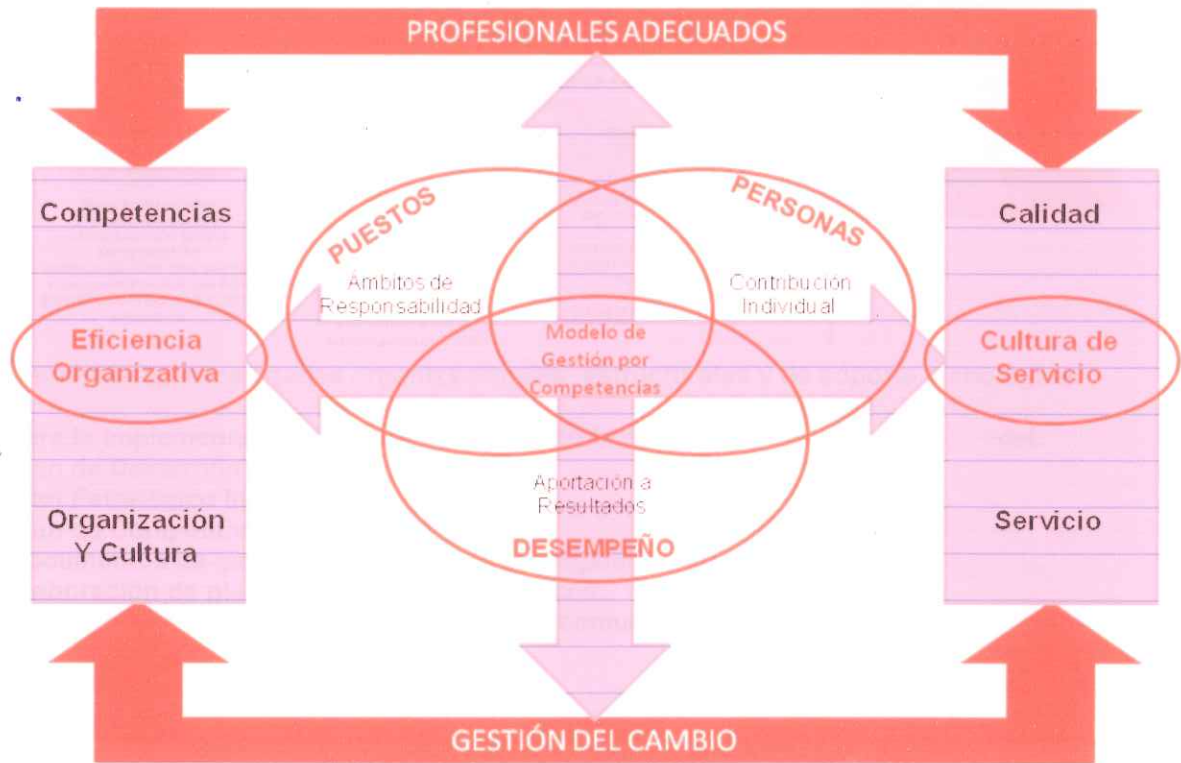 PROFESIONALES ADECUADOS
Competencias
Eficiencia
Organizativa
Organización
Y Cultura
PUESTOS
Ámbitos de
Responsabilidad
PERSONAS
Contribución
Individual
Modelo de
Gestión por
Competencias
Aportación a
Resultados
DESEMPEÑO
Calidad
Cultura de
Servicio
Servicio
GESTIÓN DEL CAMBIO